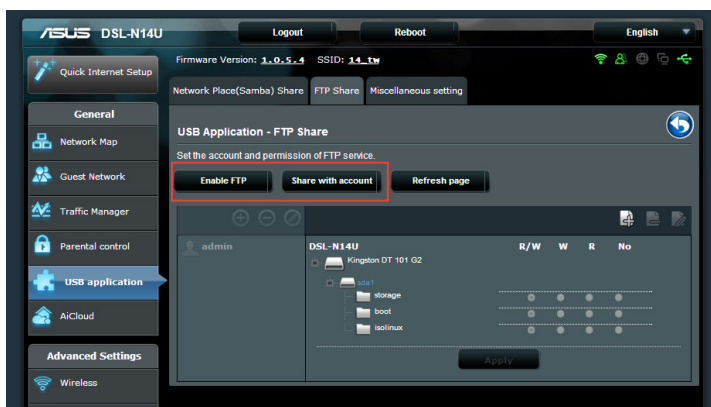 ASUS DSL-N14U
Logout
Reboot
English
Quick Internet Setup
Firmware Version: 1.0.5.4 SSID: 14_tw
Network Place(Samba) Share
FTP Share
Miscellaneous setting
General
Network Map
Guest Network
Traffic Manager
Parental control
USB application
AiCloud
Advanced Settings
Wireless
USB Application - FTP Share
Set the account and permission of FTP service.
Enable FTP
Share with account
Refresh page
admin
DSL-N14U R/W W R No
Kingston DT 101 G2
sda1
storage
boot
isolinux
Apply